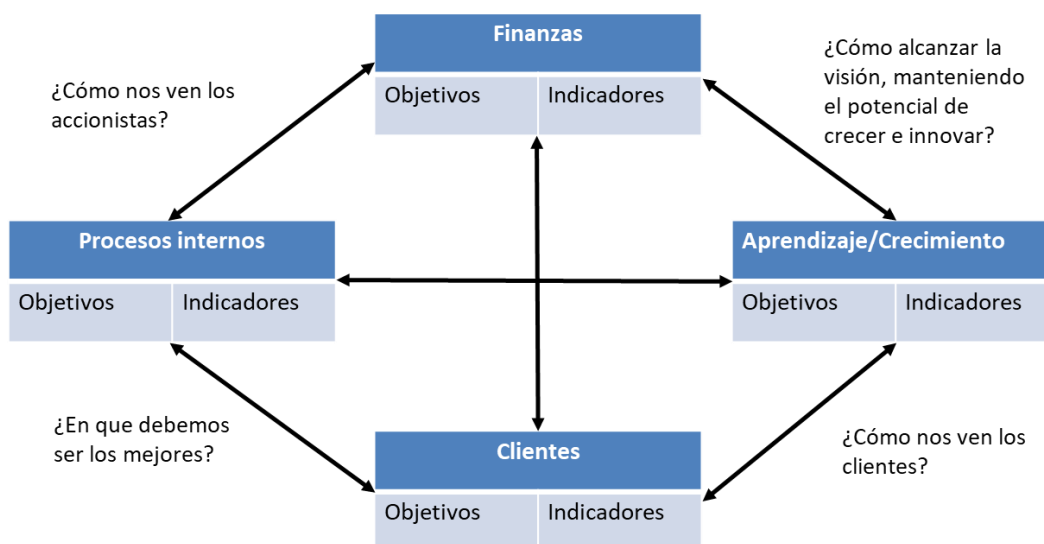 Finanzas
Objetivos Indicadores
¿Cómo nos ven los
accionistas?
¿Cómo alcanzar la
visión, manteniendo
el potencial de
crecer e innovar?
Procesos internos
Objetivos Indicadores
Aprendizaje/Crecimiento
Objetivos Indicadores
¿En que debemos
ser los mejores?
Clientes
Objetivos Indicadores
¿Cómo nos ven los
clientes?